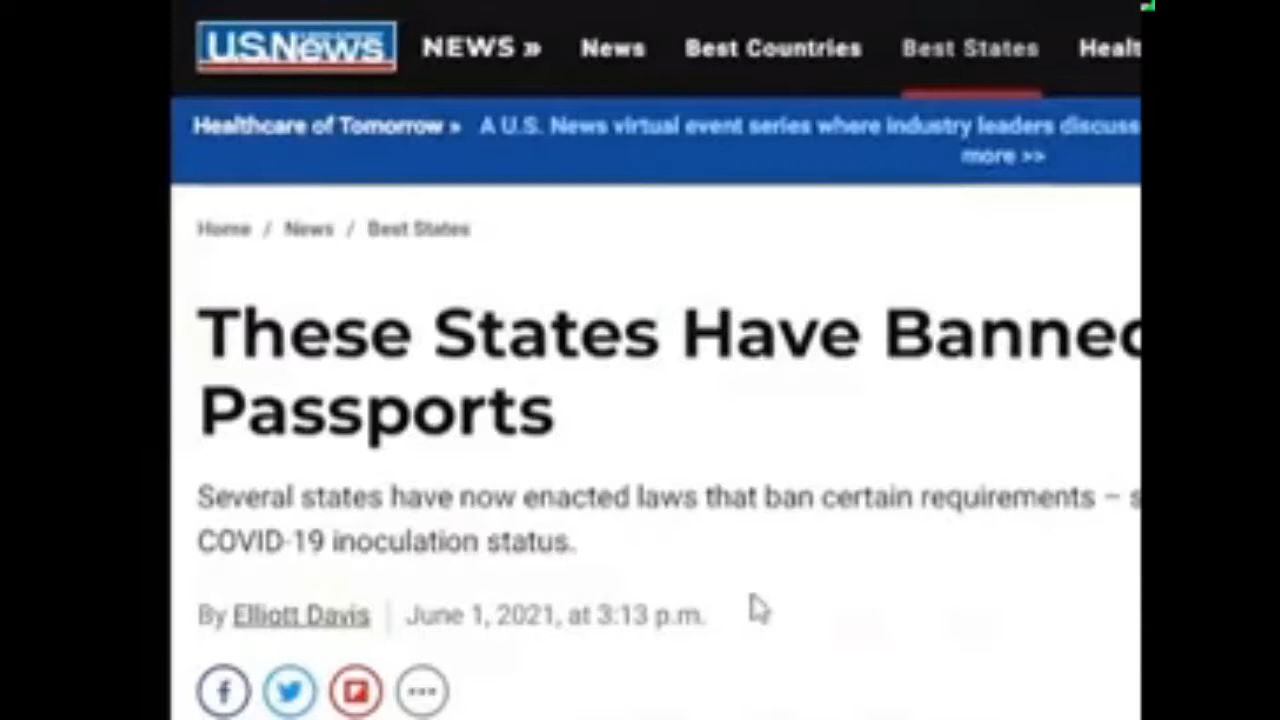 U.S.News NEWS » News Best Countries Best States Healt
Healthcare of Tomorrow » A U.S. News virtual event series where industry leaders discuss
more >>
Home / News / Best States
These States Have Banned
Passports
Several states have now enacted laws that ban certain requirements – s
COVID-19 inoculation status.
By Elliott Davis | June 1, 2021, at 3:13 p.m.